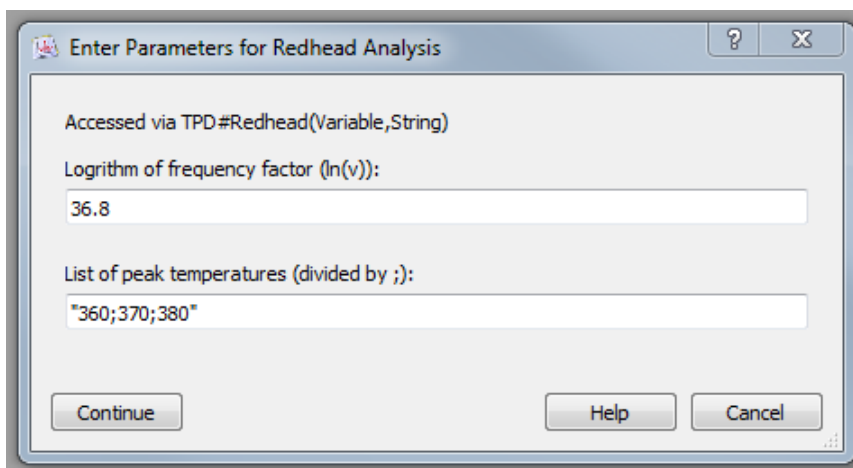 Enter Parameters for Redhead Analysis
Accessed via TPD#Redhead(Variable,String)
Logrithm of frequency factor (ln(v)):
36.8
List of peak temperatures (divided by ;):
"360;370;380"
Continue Help Cancel